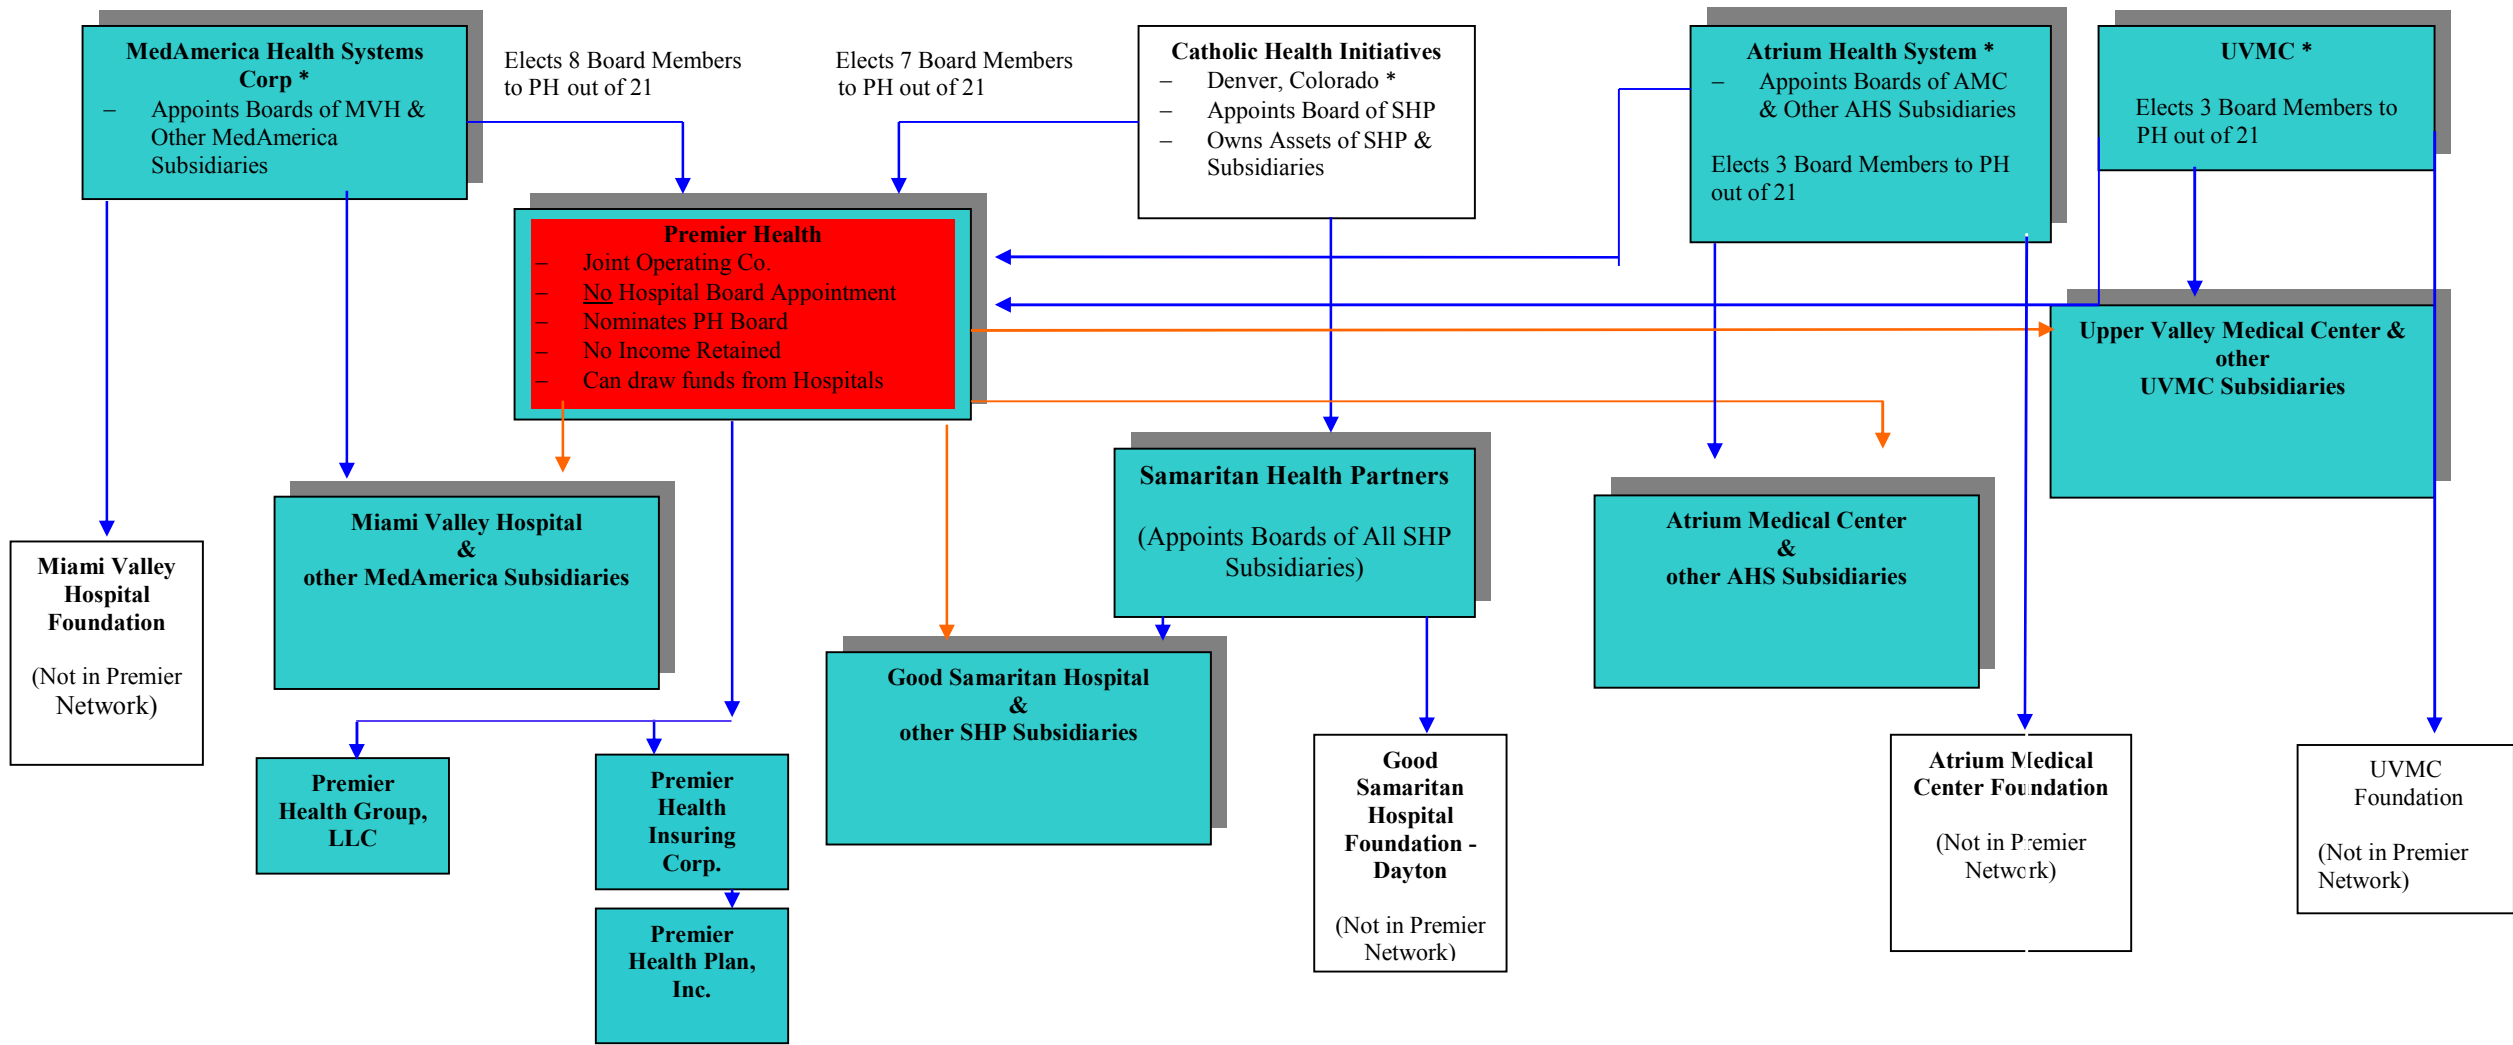 MedAmerica Health Systems
Corp *
– Appoints Boards of MVH &
Other MedAmerica
Subsidiaries
Elects 8 Board Members
to PH out of 21
Elects 7 Board Members
to PH out of 21
Catholic Health Initiatives
– Denver, Colorado *
– Appoints Board of SHP
– Owns Assets of SHP &
Subsidiaries
Atrium Health System *
– Appoints Boards of AMC
& Other AHS Subsidiaries
Elects 3 Board Members to PH
out of 21
UVMC *
Elects 3 Board Members to
PH out of 21
Premier Health
– Joint Operating Co.
– No Hospital Board Appointment
– Nominates PH Board
– No Income Retained
– Can draw funds from Hospitals
Upper Valley Medical Center &
other
UVMC Subsidiaries
Miami Valley Hospital
&
other MedAmerica Subsidiaries
Samaritan Health Partners
(Appoints Boards of All SHP
Subsidiaries)
Atrium Medical Center
&
other AHS Subsidiaries
Miami Valley
Hospital
Foundation
(Not in Premier
Network)
Good Samaritan Hospital
&
other SHP Subsidiaries
Premier
Health Group,
LLC
Premier
Health
Insuring
Corp.
Premier
Health Plan,
Inc.
Good
Samaritan
Hospital
Foundation -
Dayton
(Not in Premier
Network)
Atrium Medical
Center Foundation
(Not in Premier
Network)
UVMC
Foundation
(Not in Premier
Network)